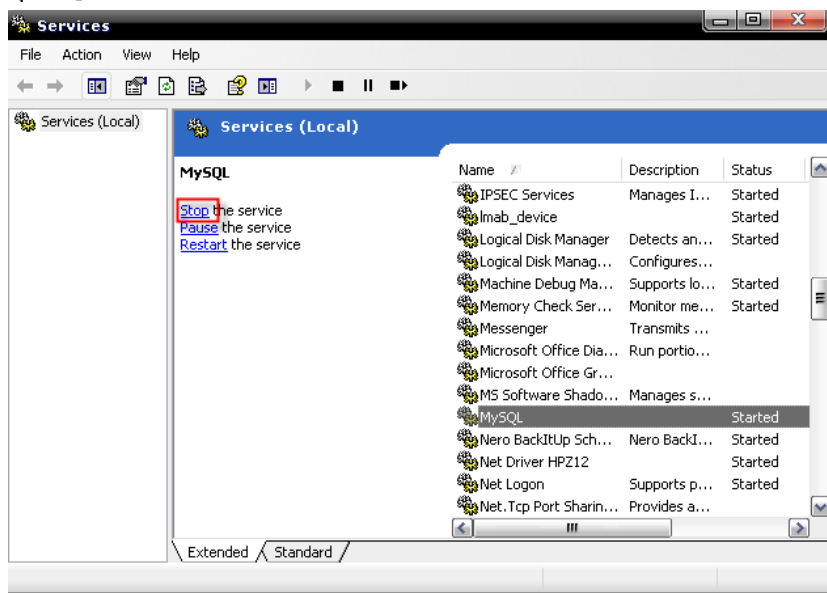 Services
File Action View Help
Services (Local)
Services (Local)
MySQL
Stop the service
Pause the service
Restart the service
Name Description Status
IPSEC Services Manages I... Started
lmab_device Started
Logical Disk Manager Detects an... Started
Logical Disk Manag... Configures...
Machine Debug Ma... Supports lo... Started
Memory Check Ser... Monitor me... Started
Messenger Transmits ...
Microsoft Office Dia... Run portio...
Microsoft Office Gr...
MS Software Shado... Manages s...
MySQL Started
Nero BackItUp Sch... Nero BackI... Started
Net Driver HPZ12 Started
Net Logon Supports p... Started
Net.Tcp Port Sharin... Provides a...
Extended Standard